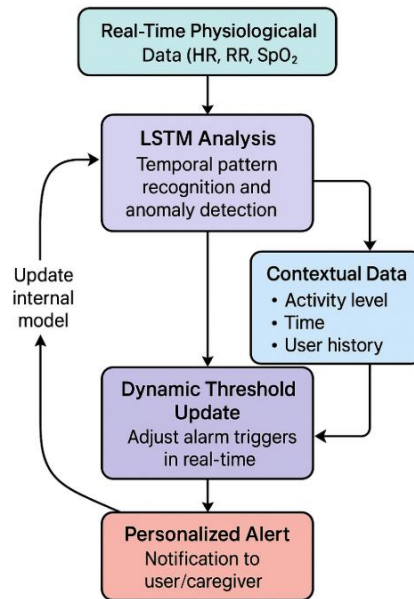 Real-Time Physiologicalal
Data (HR, RR, SpO₂
LSTM Analysis
Temporal pattern
recognition and
anomaly detection
Update
internal
model
Contextual Data
• Activity level
• Time
• User history
Dynamic Threshold
Update
Adjust alarm triggers
in real-time
Personalized Alert
Notification to
user/caregiver